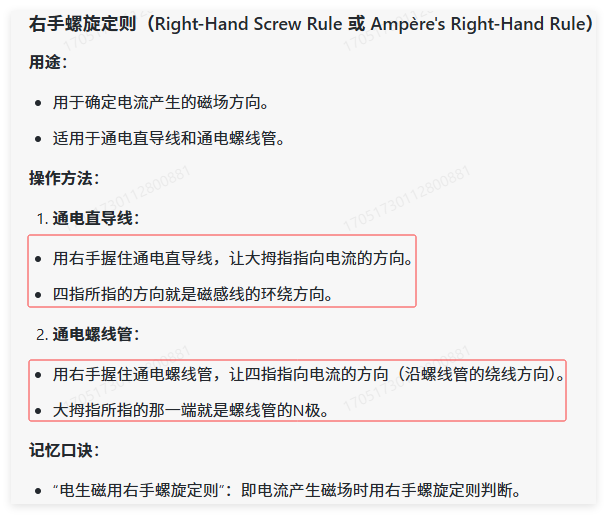 右手螺旋定则（Right-Hand Screw Rule 或 Ampère's Right-Hand Rule）
用途：
• 用于确定电流产生的磁场方向。
• 适用于通电直导线和通电螺线管。
17051730112800881
17051730112800881
操作方法：
1. 通电直导线：
• 用右手握住通电直导线，让大拇指指向电流的方向。
• 四指所指的方向就是磁感线的环绕方向。
2. 通电螺线管：
• 用右手握住通电螺线管，让四指指向电流的方向（沿螺线管的绕线方向）。
• 大拇指所指的那一端就是螺线管的N极。
17051730112800881
17051730112800881
记忆口诀：
• “电生磁用右手螺旋定则”：即电流产生磁场时用右手螺旋定则判断。